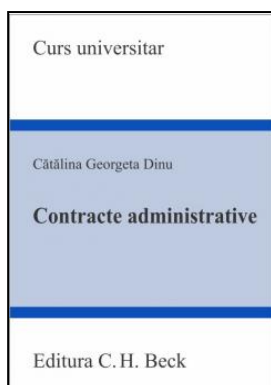 Curs universitar
Cătălina Georgeta Dinu
Contracte administrative
Editura C. H. Beck